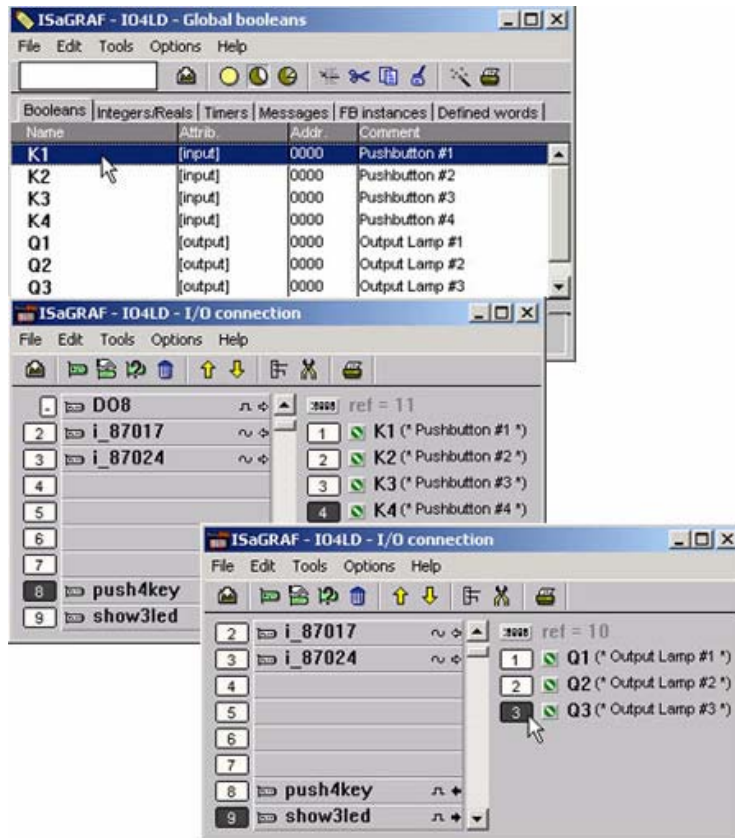 ISaGRAF - IO4LD - Global booleans
File Edit Tools Options Help
Booleans Integers/Reals Timers Messages FB instances Defined words
Name Attrib. Addr. Comment
K1 [input] 0000 Pushbutton #1
K2 [input] 0000 Pushbutton #2
K3 [input] 0000 Pushbutton #3
K4 [input] 0000 Pushbutton #4
Q1 [output] 0000 Output Lamp #1
Q2 [output] 0000 Output Lamp #2
Q3 [output] 0000 Output Lamp #3
ISaGRAF - IO4LD - I/O connection
File Edit Tools Options Help
DO8
2 i_87017
3 i_87024
4
5
6
7
8 push4key
9 show3led
ref = 11
1 K1 (* Pushbutton #1 *)
2 K2 (* Pushbutton #2 *)
3 K3 (* Pushbutton #3 *)
4 K4 (* Pushbutton #4 *)
ISaGRAF - IO4LD - I/O connection
File Edit Tools Options Help
2 i_87017
3 i_87024
4
5
6
7
8 push4key
9 show3led
ref = 10
1 Q1 (* Output Lamp #1 *)
2 Q2 (* Output Lamp #2 *)
3 Q3 (* Output Lamp #3 *)